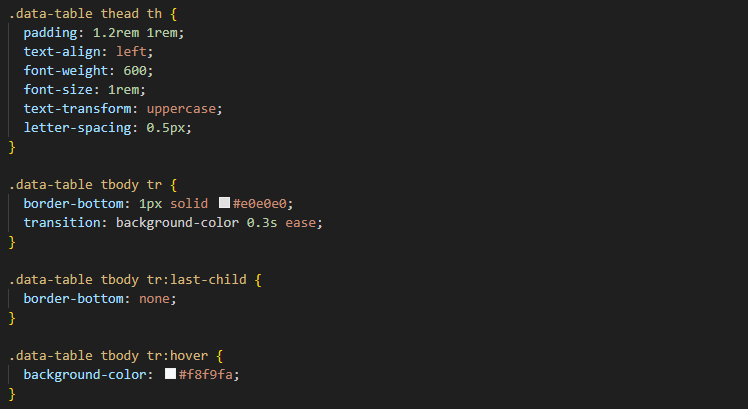 .data-table thead th {
  padding: 1.2rem 1rem;
  text-align: left;
  font-weight: 600;
  font-size: 1rem;
  text-transform: uppercase;
  letter-spacing: 0.5px;
}

.data-table tbody tr {
  border-bottom: 1px solid #e0e0e0;
  transition: background-color 0.3s ease;
}

.data-table tbody tr:last-child {
  border-bottom: none;
}

.data-table tbody tr:hover {
  background-color: #f8f9fa;
}